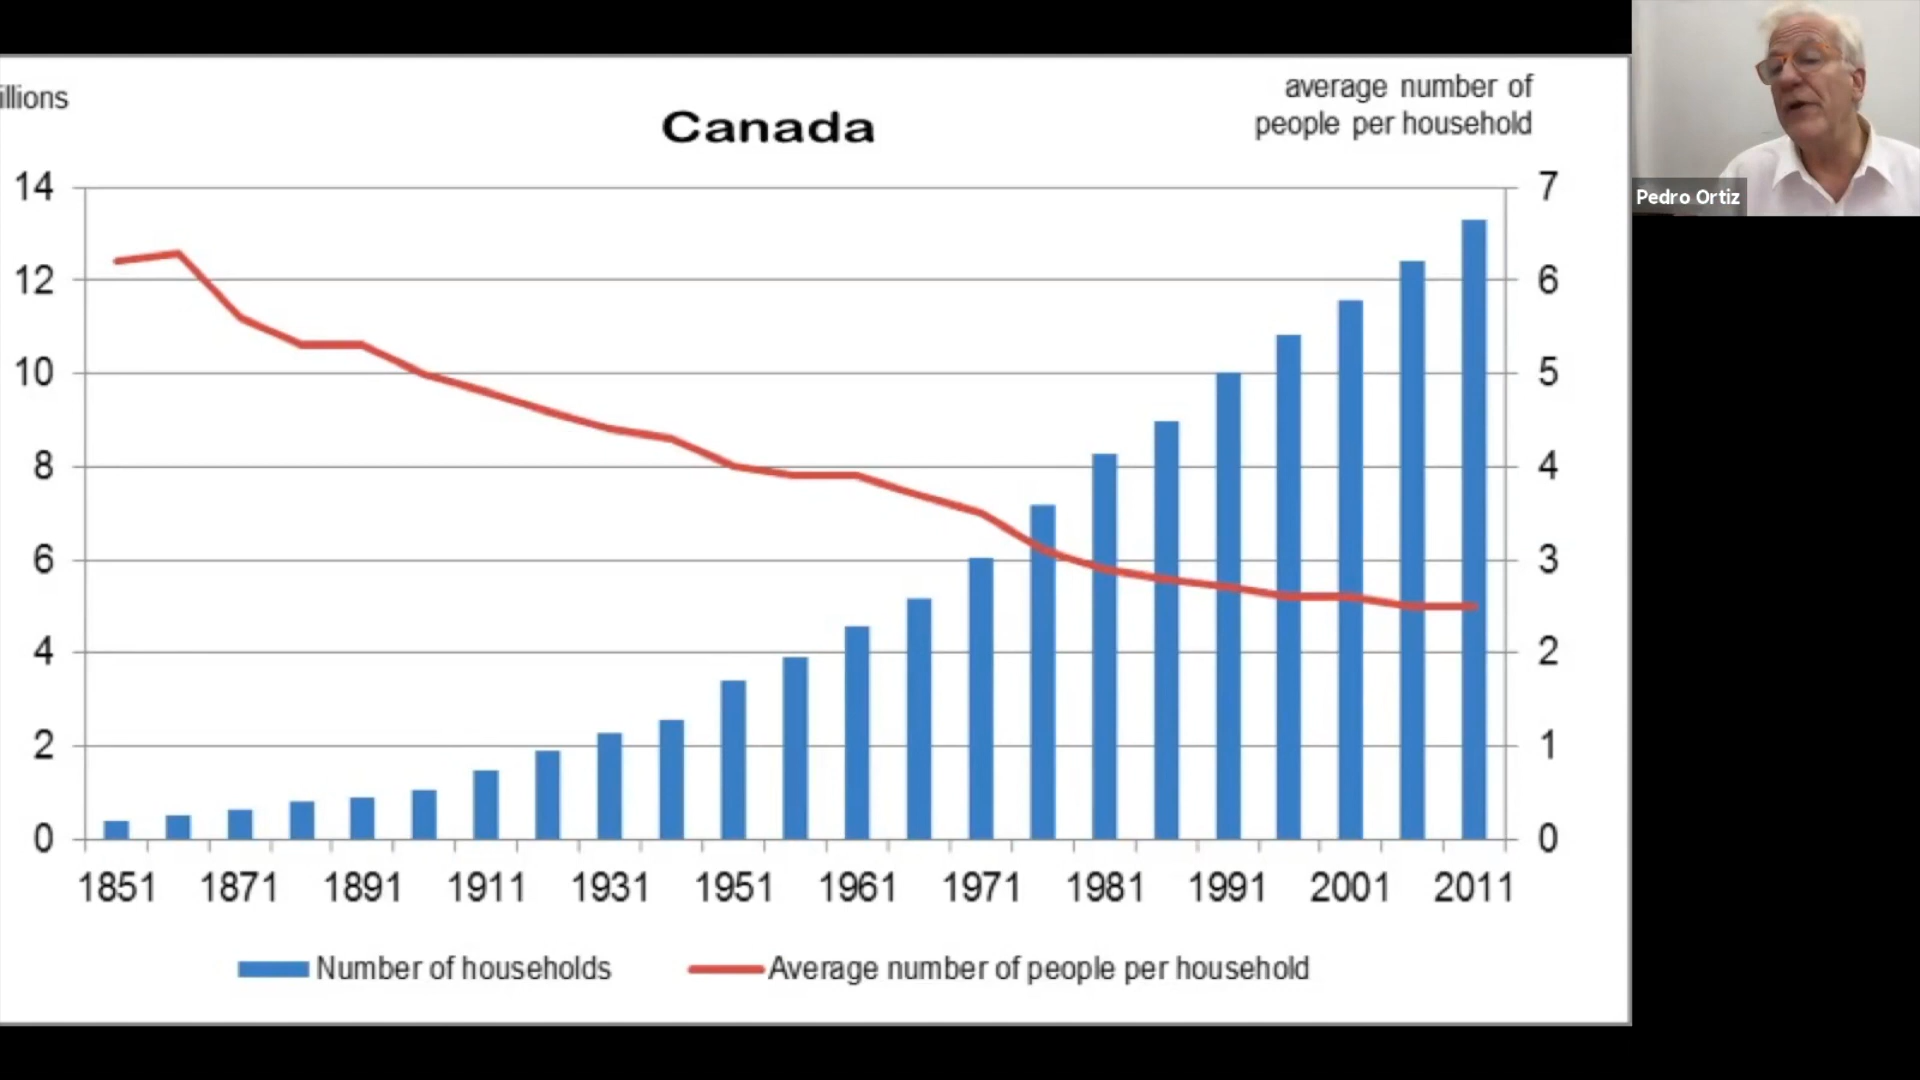 illions
average number of
people per household
Canada
14
12
10
8
6
4
2
0
7
6
5
4
3
2
1
0
1851 1871 1891 1911 1931 1951 1961 1971 1981 1991 2001 2011
Number of households Average number of people per household
Pedro Ortiz